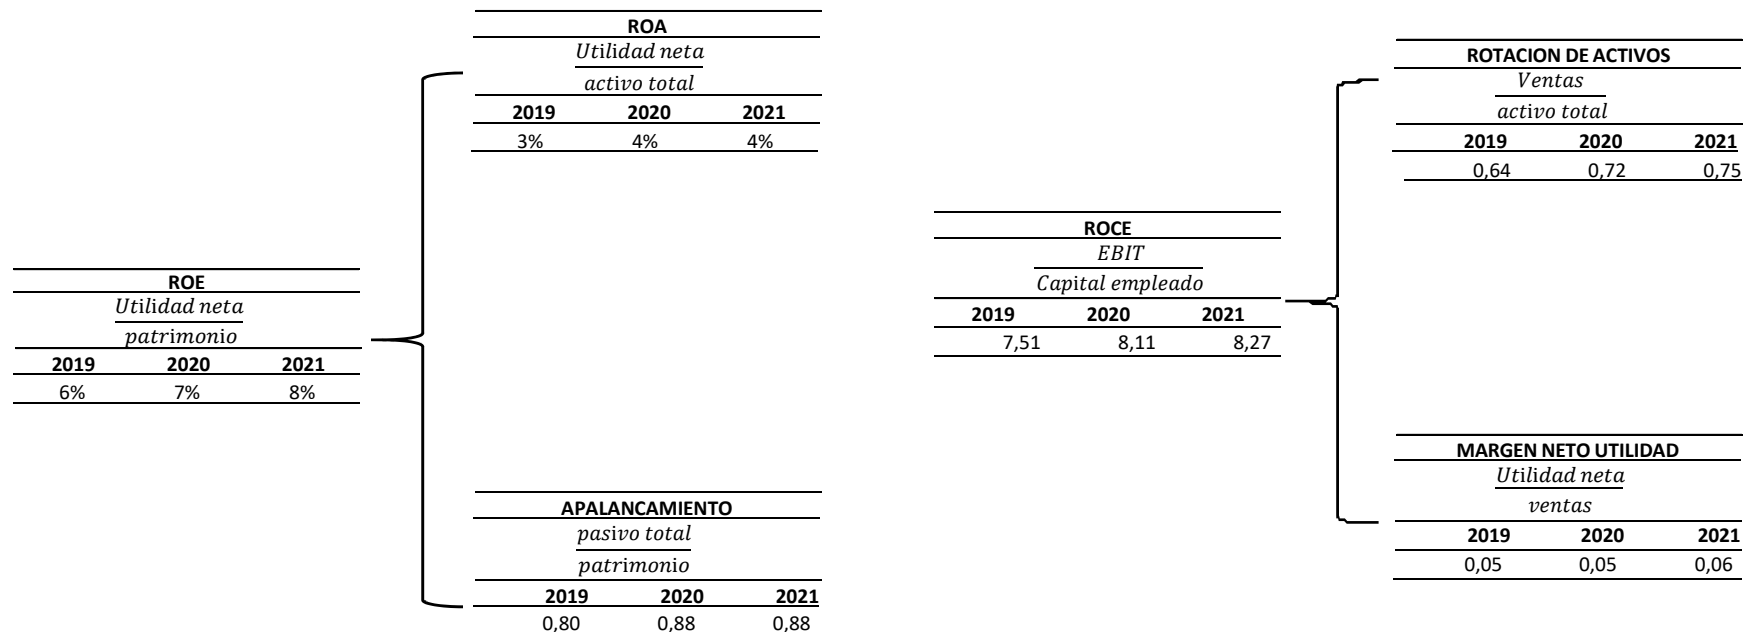 ROA
Utilidad neta
activo total
2019 2020 2021
3% 4% 4%
ROE
Utilidad neta
patrimonio
2019 2020 2021
6% 7% 8%
APALANCAMIENTO
pasivo total
patrimonio
2019 2020 2021
0,80 0,88 0,88
ROTACION DE ACTIVOS
Ventas
activo total
2019 2020 2021
0,64 0,72 0,75
ROCE
EBIT
Capital empleado
2019 2020 2021
7,51 8,11 8,27
MARGEN NETO UTILIDAD
Utilidad neta
ventas
2019 2020 2021
0,05 0,05 0,06